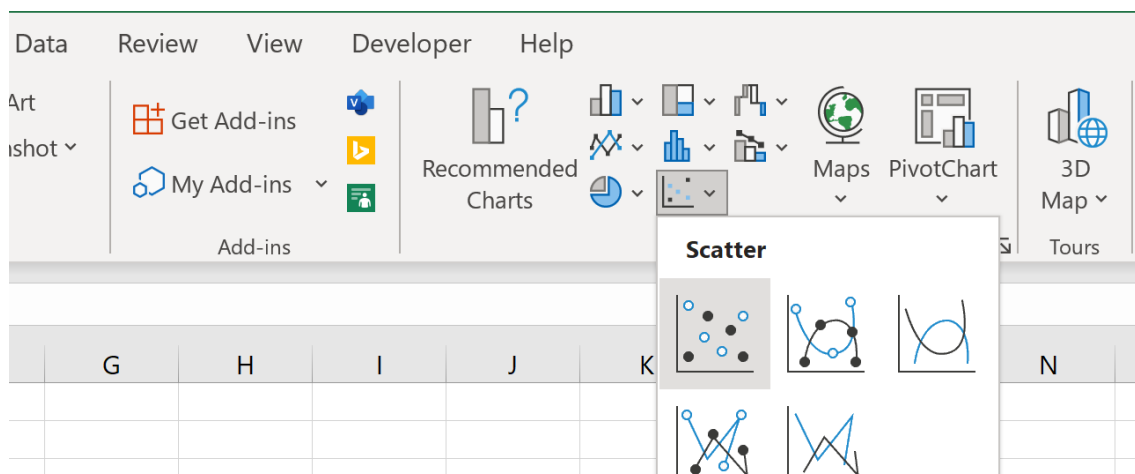 Data Review View Developer Help
Art
nshot
Get Add-ins
My Add-ins
Add-ins
Recommended
Charts
Maps
PivotChart
3D
Map
Tours
Scatter
G H I J K N